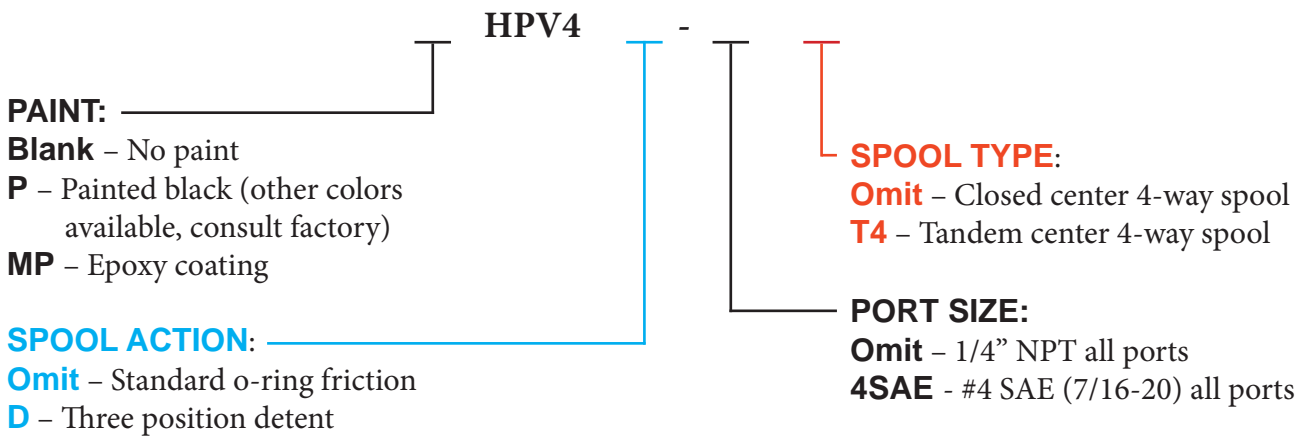 HPV4 -
PAINT:
Blank – No paint
P – Painted black (other colors
available, consult factory)
MP – Epoxy coating
SPOOL ACTION:
Omit – Standard o-ring friction
D – Three position detent
SPOOL TYPE:
Omit – Closed center 4-way spool
T4 – Tandem center 4-way spool
PORT SIZE:
Omit – 1/4” NPT all ports
4SAE - #4 SAE (7/16-20) all ports